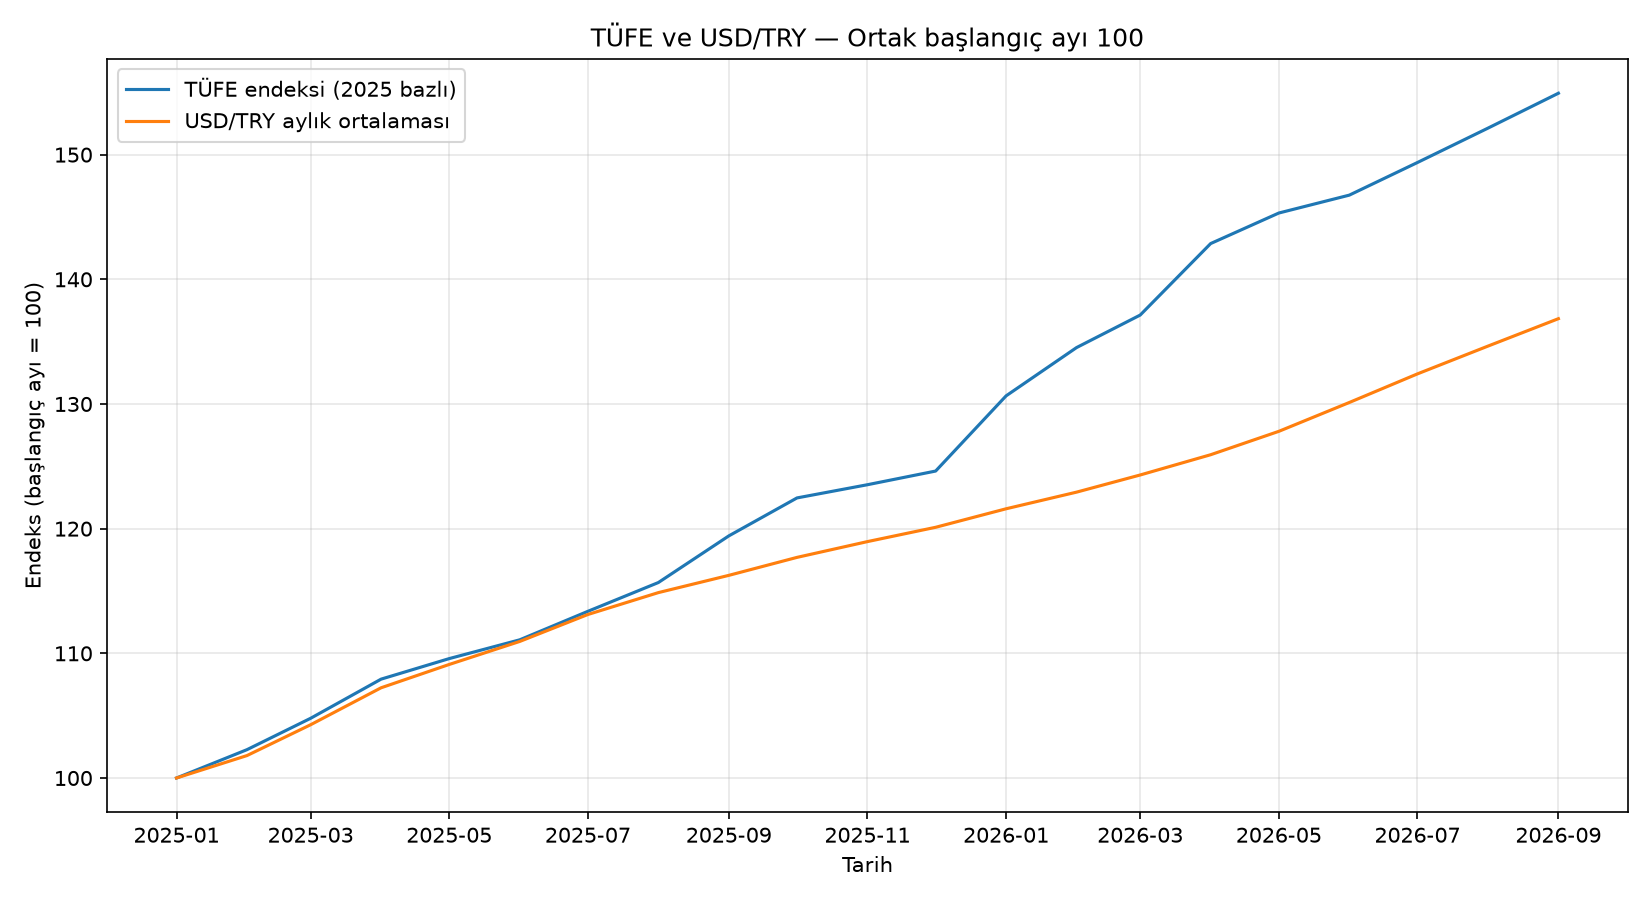 TÜFE ve USD/TRY — Ortak başlangıç ayı 100
TÜFE endeksi (2025 bazlı)
USD/TRY aylık ortalaması
Endeks (başlangıç ayı = 100)
150
140
130
120
110
100
2025-01 2025-03 2025-05 2025-07 2025-09 2025-11 2026-01 2026-03 2026-05 2026-07 2026-09
Tarih